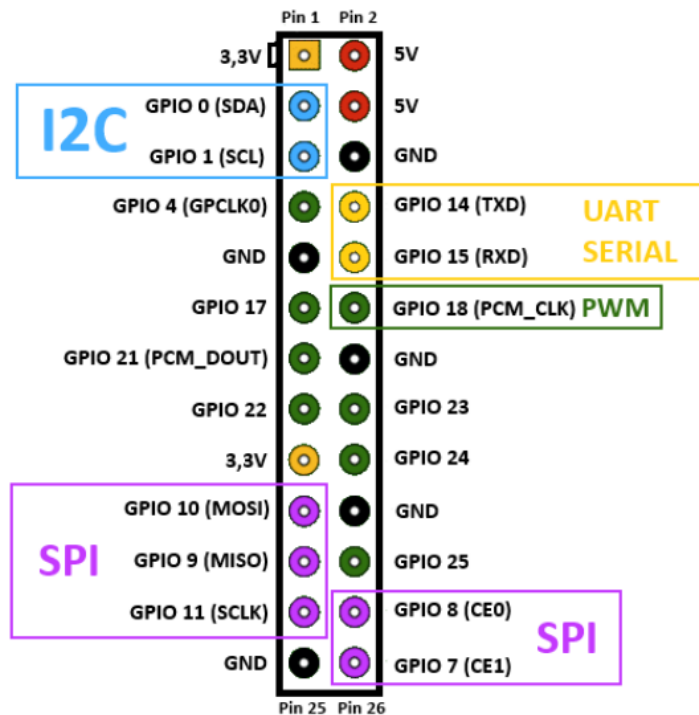 Pin 1 Pin 2
3,3V 5V
I2C GPIO 0 (SDA) 5V
GPIO 1 (SCL) GND
GPIO 4 (GPCLK0) GPIO 14 (TXD) UART
GND GPIO 15 (RXD) SERIAL
GPIO 17 GPIO 18 (PCM_CLK) PWM
GPIO 21 (PCM_DOUT) GND
GPIO 22 GPIO 23
3,3V GPIO 24
GPIO 10 (MOSI) GND
SPI GPIO 9 (MISO) GPIO 25
GPIO 11 (SCLK) GPIO 8 (CE0) SPI
GND GPIO 7 (CE1)
Pin 25 Pin 26